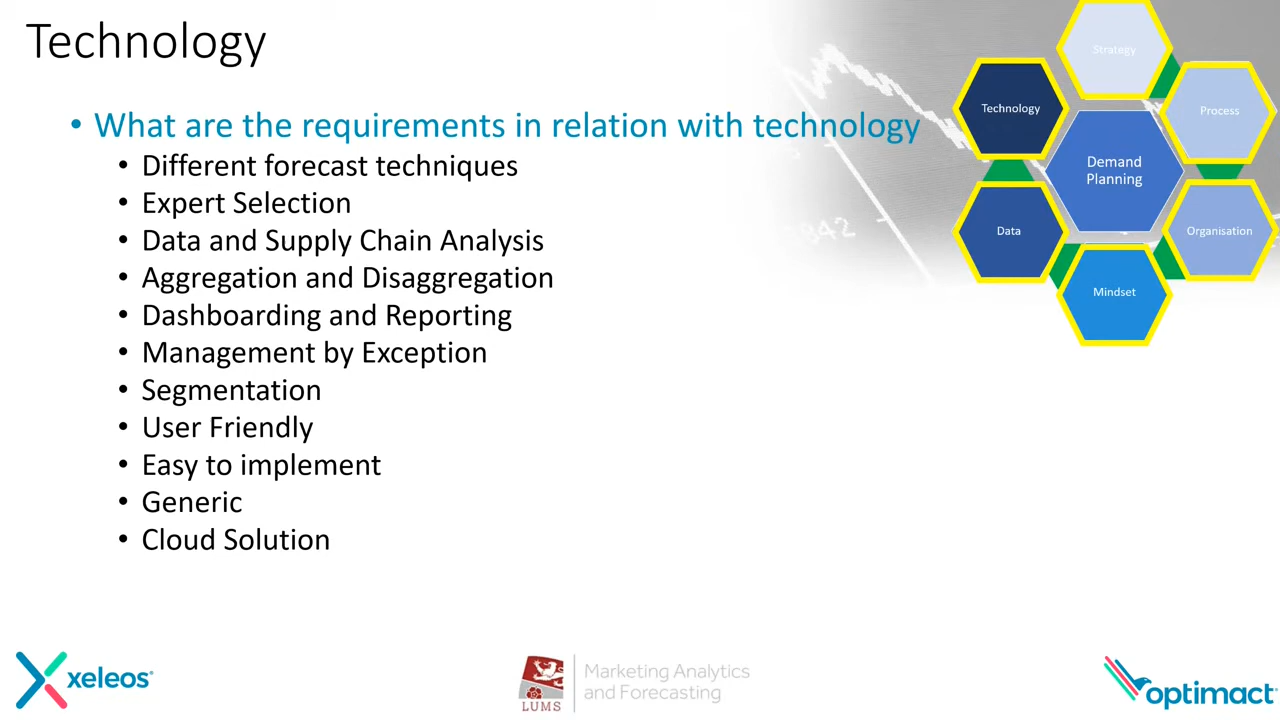 Technology
• What are the requirements in relation with technology
• Different forecast techniques
• Expert Selection
• Data and Supply Chain Analysis
• Aggregation and Disaggregation
• Dashboarding and Reporting
• Management by Exception
• Segmentation
• User Friendly
• Easy to implement
• Generic
• Cloud Solution
Strategy
Technology
Process
Demand
Planning
Data
Organisation
Mindset
xeleos
LUMS
Marketing Analytics
and Forecasting
optimact